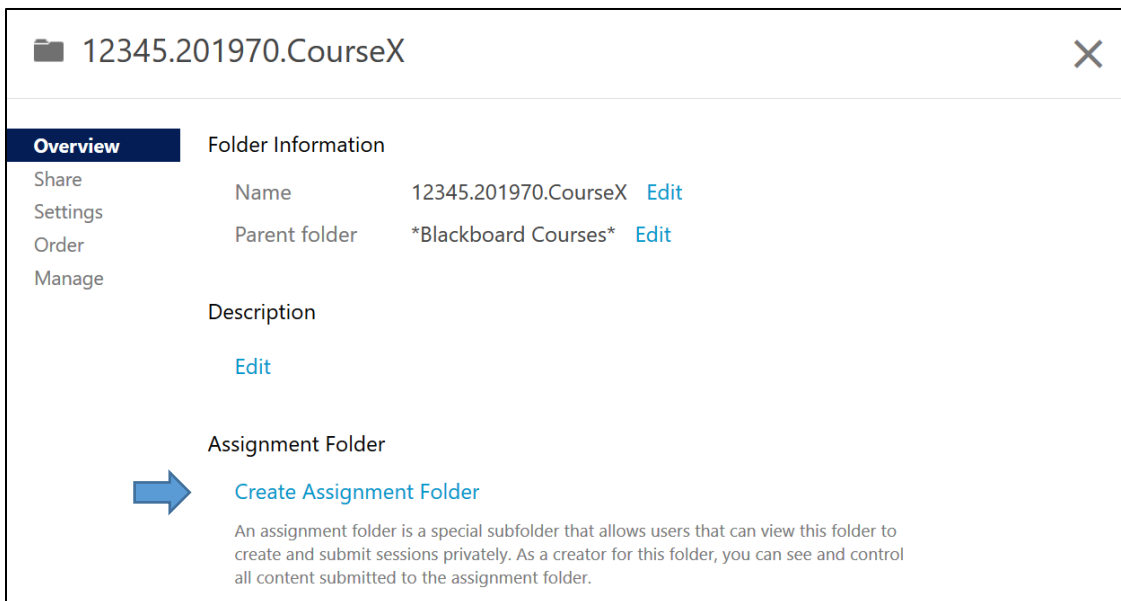 12345.201970.CourseX
Overview
Share
Settings
Order
Manage
Folder Information
Name 12345.201970.CourseX Edit
Parent folder *Blackboard Courses* Edit
Description
Edit
Assignment Folder
Create Assignment Folder
An assignment folder is a special subfolder that allows users that can view this folder to
create and submit sessions privately. As a creator for this folder, you can see and control
all content submitted to the assignment folder.